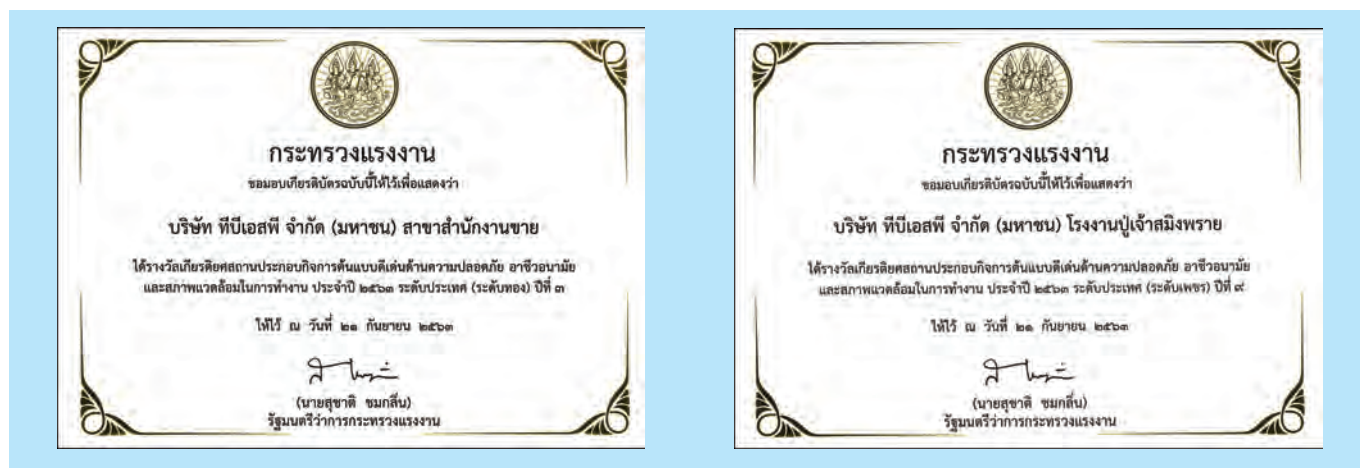 กระทรวงแรงงาน
ขอมอบเกียรติบัตรฉบับนี้ให้ไว้เพื่อแสดงว่า
บริษัท ทีบีเอสพี จำกัด (มหาชน) สาขาสำนักงานขาย
ได้รางวัลเกียรติยศสถานประกอบกิจการต้นแบบดีเด่นด้านความปลอดภัย อาชีวอนามัย
และสภาพแวดล้อมในการทำงาน ประจำปี ๒๕๖๓ ระดับประเทศ (ระดับทอง) ปีที่ ๓
ให้ไว้ ณ วันที่ ๒๑ กันยายน ๒๕๖๓
(นายสุชาติ ชมกลิ่น)
รัฐมนตรีว่าการกระทรวงแรงงาน
กระทรวงแรงงาน
ขอมอบเกียรติบัตรฉบับนี้ให้ไว้เพื่อแสดงว่า
บริษัท ทีบีเอสพี จำกัด (มหาชน) โรงงานปู่เจ้าสมิงพราย
ได้รางวัลเกียรติยศสถานประกอบกิจการต้นแบบดีเด่นด้านความปลอดภัย อาชีวอนามัย
และสภาพแวดล้อมในการทำงาน ประจำปี ๒๕๖๓ ระดับประเทศ (ระดับเพชร) ปีที่ ๙
ให้ไว้ ณ วันที่ ๒๑ กันยายน ๒๕๖๓
(นายสุชาติ ชมกลิ่น)
รัฐมนตรีว่าการกระทรวงแรงงาน